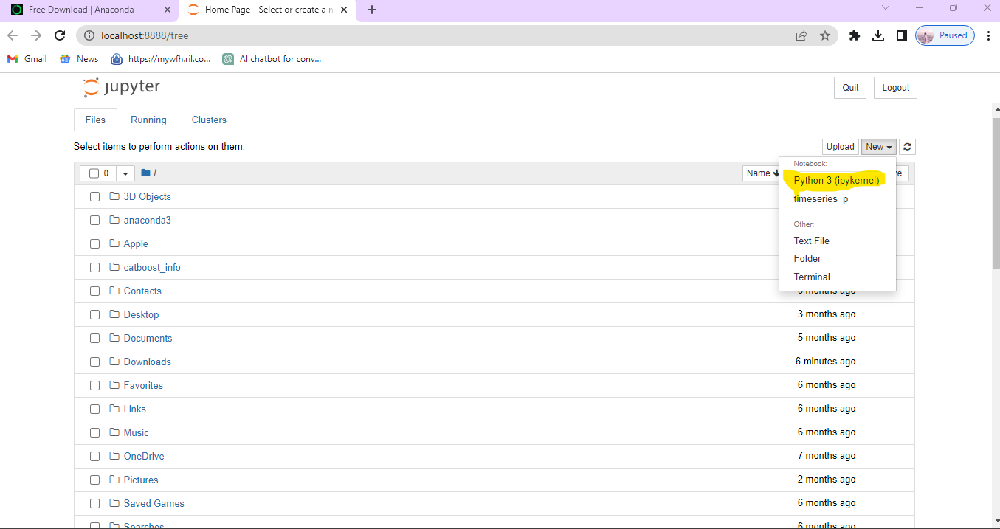 Free Download | Anaconda
Home Page - Select or create a n
localhost:8888/tree
Paused
Gmail
News
https://mywfh.ril.co...
AI chatbot for conv...
jupyter
Quit
Logout
Files
Running
Clusters
Select items to perform actions on them.
Upload
New
0
/
Name
Notebook:
Python 3 (ipykernel)
timeseries_p
Other:
Text File
Folder
Terminal
3D Objects
anaconda3
Apple
catboost_info
Contacts
months ago
Desktop
3 months ago
Documents
5 months ago
Downloads
6 minutes ago
Favorites
6 months ago
Links
6 months ago
Music
6 months ago
OneDrive
7 months ago
Pictures
2 months ago
Saved Games
6 months ago
Searches
6 months ago